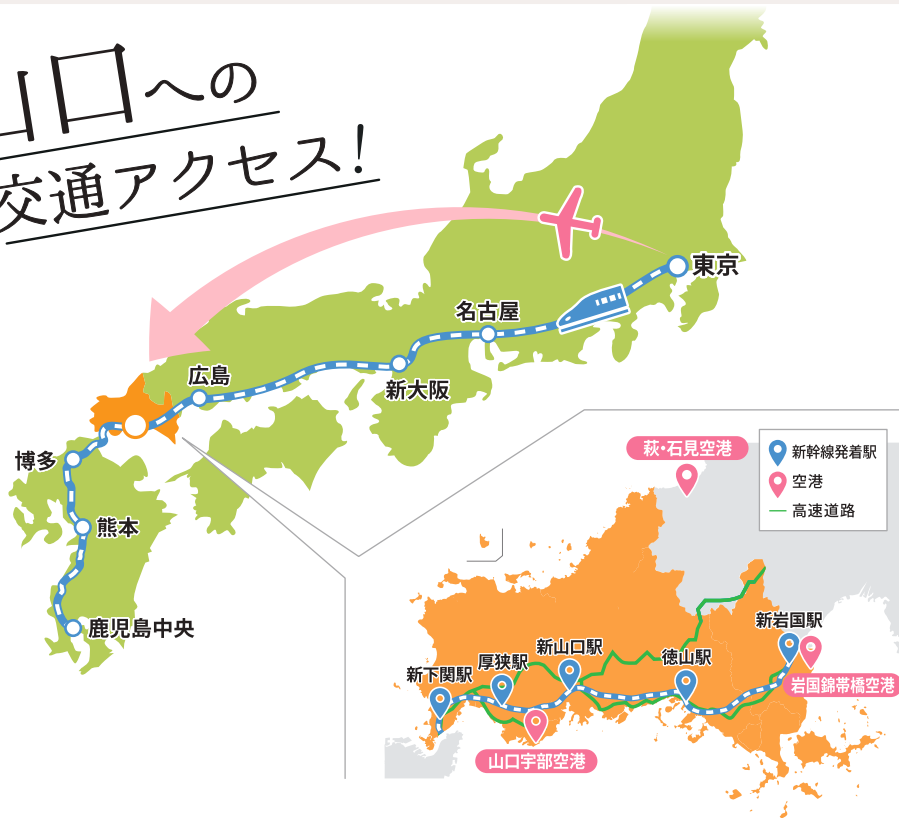 山口への
交通アクセス!
東京
名古屋
広島
新大阪
博多
熊本
鹿児島中央
萩・石見空港
新幹線発着駅
空港
高速道路
新岩国駅
新山口駅
徳山駅
厚狭駅
新下関駅
岩国錦帯橋空港
山口宇部空港